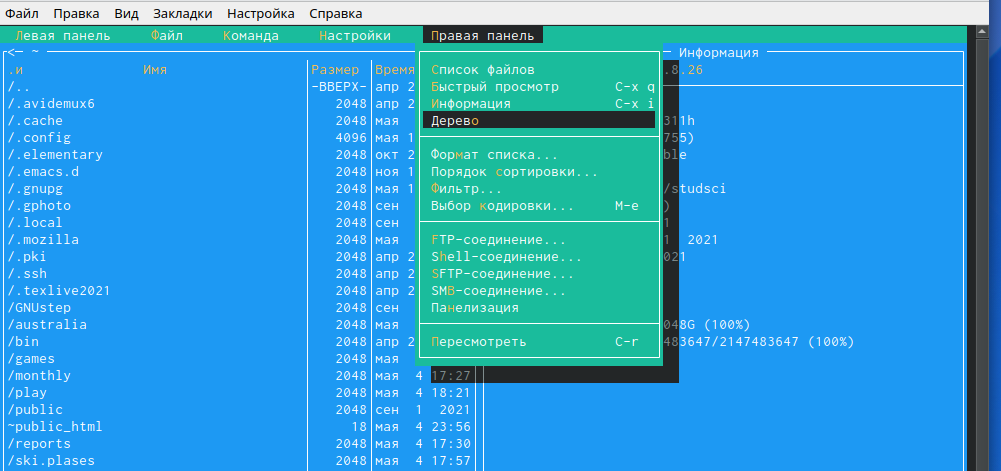 Файл Правка Вид Закладки Настройка Справка
Левая панель Файл Команда Настройки Правая панель
<— ~ Информация
.и Имя Размер Время Список файлов .8.26
/.. -ВВЕРХ- апр 2 Быстрый просмотр C-x q
/.avidemux6 2048 апр 2 Информация C-x i
/.cache 2048 мая Дерево 311h
/.config 4096 мая 1 755)
/.elementary 2048 окт 2 Формат списка... ble
/.emacs.d 2048 ноя 1 Порядок сортировки...
/.gnupg 2048 мая 1 Фильтр... /studsci
/.gphoto 2048 сен Выбор кодировки... M-e )
/.local 2048 сен 1
/.mozilla 2048 мая FTP-соединение... 1 2021
/.pki 2048 апр 2 Shell-соединение... 021
/.ssh 2048 апр 2 SFTP-соединение...
/.texlive2021 2048 апр 2 SMB-соединение...
/GNUstep 2048 сен Панелизация
/australia 2048 мая 048G (100%)
/bin 2048 апр 2 Пересмотреть C-r 483647/2147483647 (100%)
/games 2048 мая
/monthly 2048 мая 4 17:27
/play 2048 мая 4 18:21
/public 2048 сен 1 2021
~public_html 18 мая 4 23:56
/reports 2048 мая 4 17:30
/ski.plases 2048 мая 4 17:57